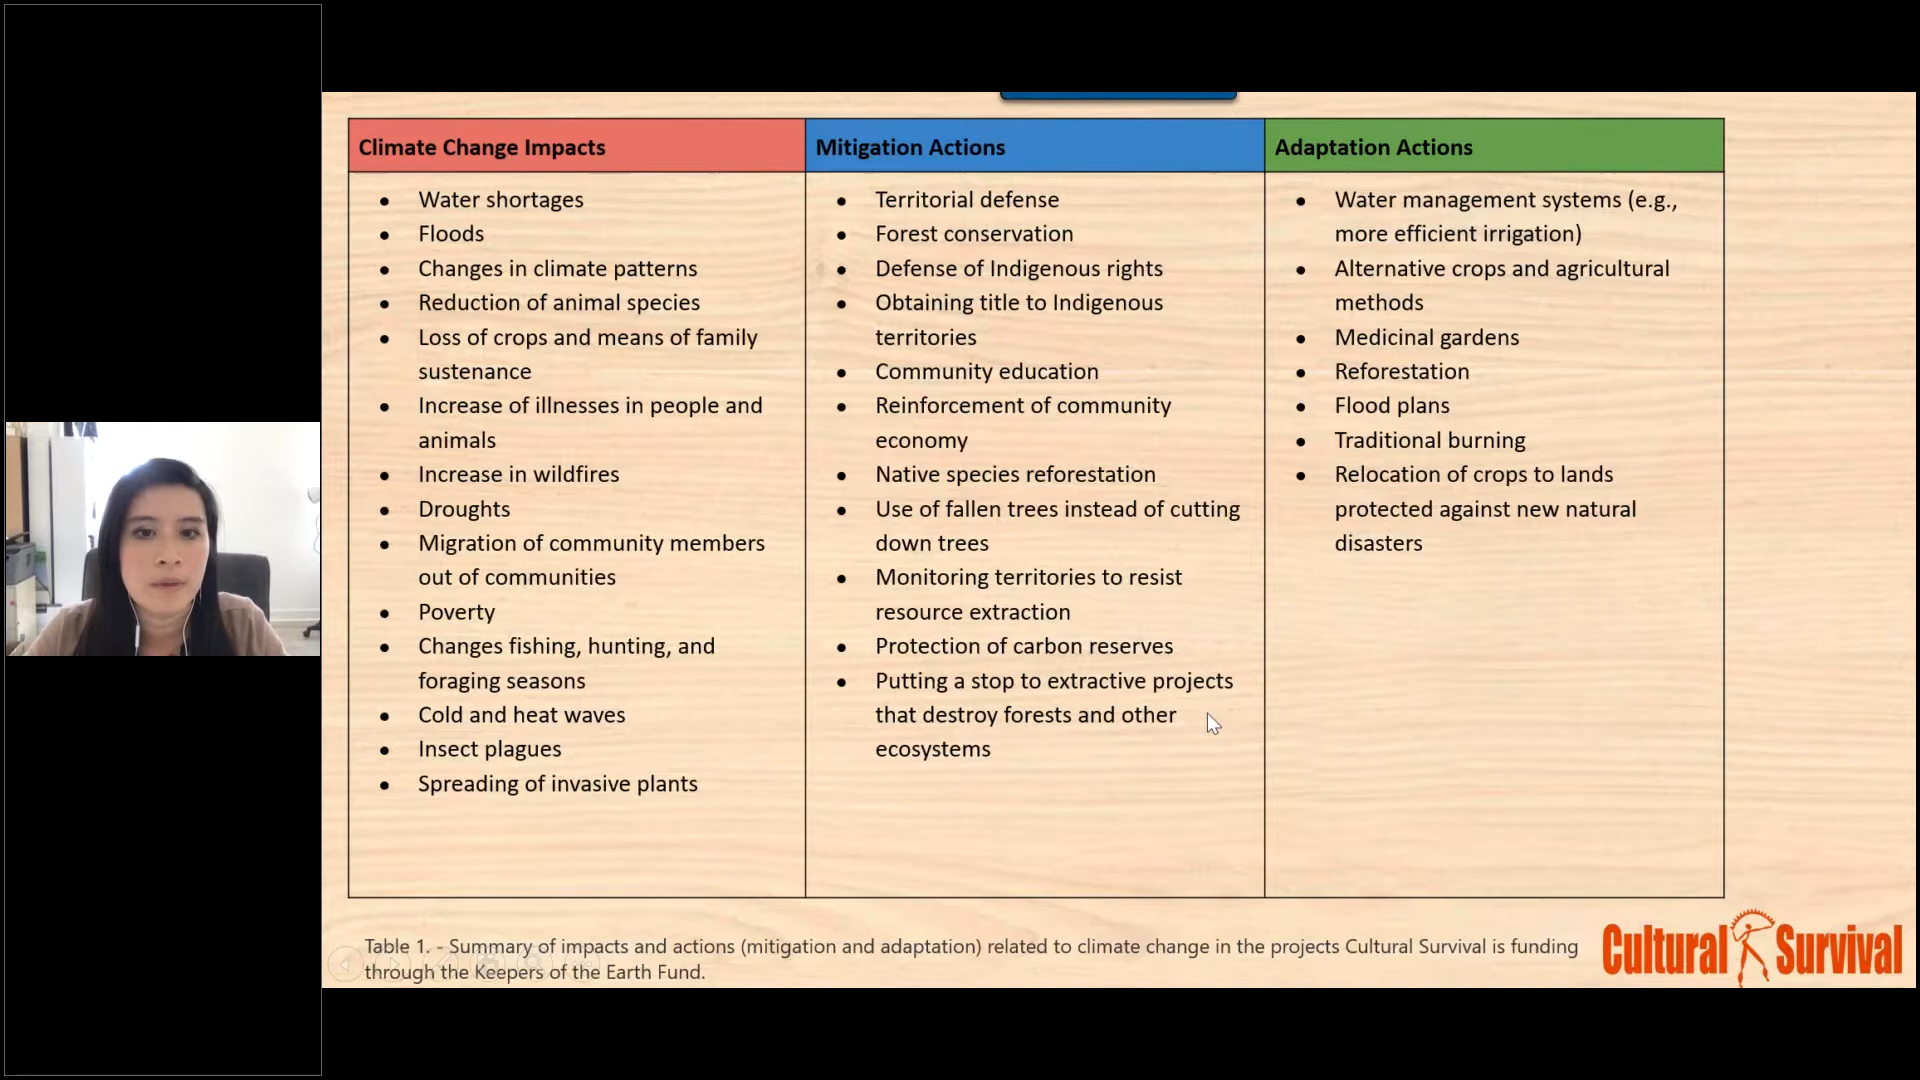 Climate Change Impacts
Water shortages
Floods
Changes in climate patterns
Reduction of animal species
Loss of crops and means of family
sustenance
Increase of illnesses in people and
animals
Increase in wildfires
Droughts
Migration of community members
out of communities
Poverty
Changes fishing, hunting, and
foraging seasons
Cold and heat waves
Insect plagues
Spreading of invasive plants
Mitigation Actions
Territorial defense
Forest conservation
Defense of Indigenous rights
Obtaining title to Indigenous
territories
Community education
Reinforcement of community
economy
Native species reforestation
Use of fallen trees instead of cutting
down trees
Monitoring territories to resist
resource extraction
Protection of carbon reserves
Putting a stop to extractive projects
that destroy forests and other
ecosystems
Adaptation Actions
Water management systems (e.g.,
more efficient irrigation)
Alternative crops and agricultural
methods
Medicinal gardens
Reforestation
Flood plans
Traditional burning
Relocation of crops to lands
protected against new natural
disasters
Table 1. - Summary of impacts and actions (mitigation and adaptation) related to climate change in the projects Cultural Survival is funding
through the Keepers of the Earth Fund.
Cultural Survival